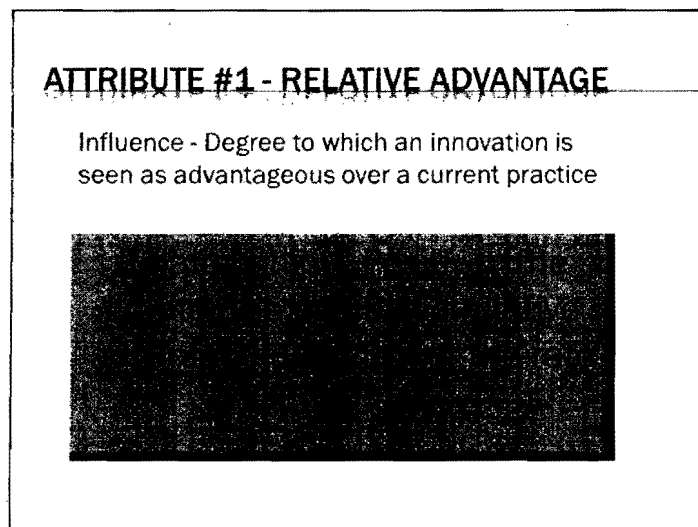 ATTRIBUTE #1 - RELATIVE ADVANTAGE
Influence - Degree to which an innovation is
seen as advantageous over a current practice